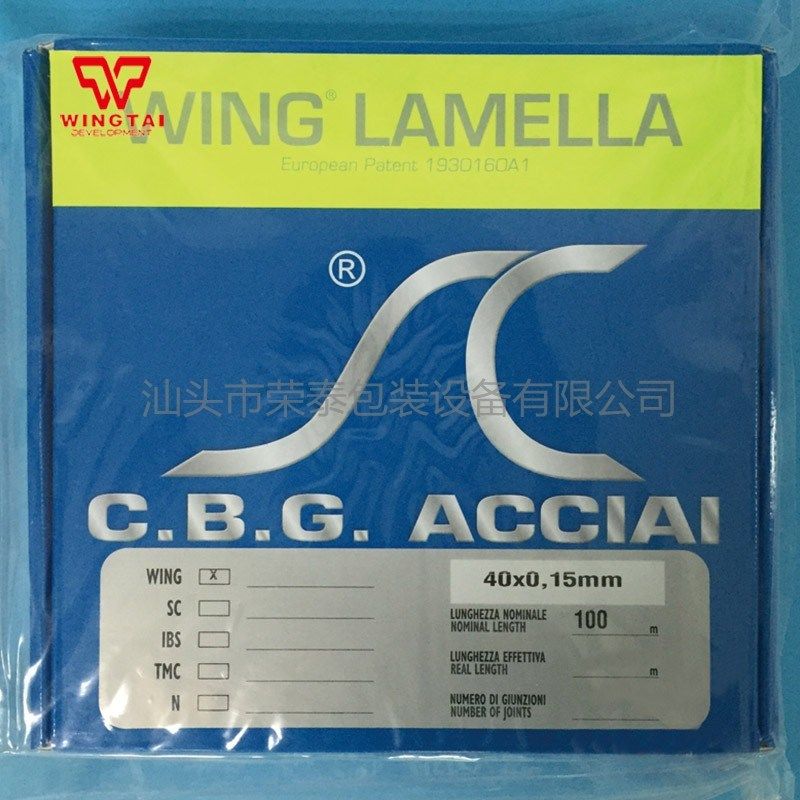 WINGTAI
DEVELOPMENT
WING® LAMELLA
European Patent 1930160A1
®
汕头市荣泰包装设备有限公司
C.B.G. ACCIAI
WING X
SC
IBS
TMC
N
40x0,15mm
LUNGHEZZA NOMINALE
NOMINAL LENGTH 100 m
LUNGHEZZA EFFETTIVA
REAL LENGTH m
NUMERO DI GIUNZIONI
NUMBER OF JOINTS